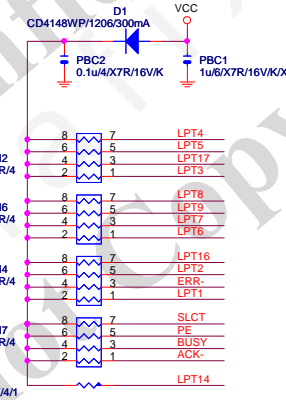 D1
VCC
CD4148WP/1206/300mA
PBC2
0.1u/4/X7R/16V/K
PBC1
1u/6/X7R/16V/K/X
8 7 LPT4
6 5 LPT5
4 3 LPT17
2 1 LPT3
8 7 LPT8
6 5 LPT9
4 3 LPT7
2 1 LPT6
8 7 LPT16
6 5 LPT2
4 3 ERR-
2 1 LPT1
8 7 SLCT
6 5 PE
4 3 BUSY
2 1 ACK-
LPT14
/4/1
Copy